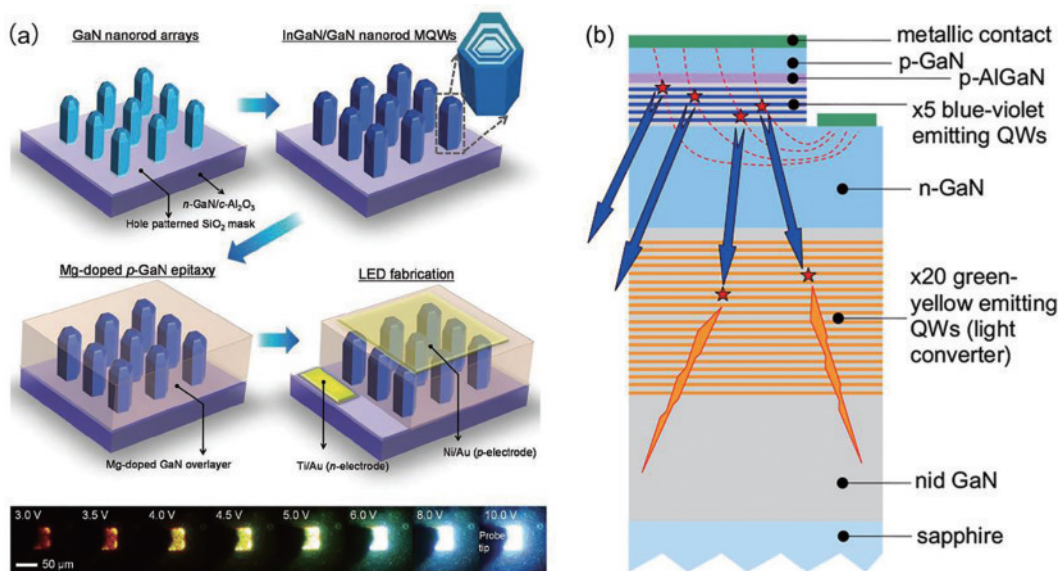 (a)
GaN nanorod arrays
InGaN/GaN nanorod MQWs
n-GaN/c-Al₂O₃
Hole patterned SiO₂ mask
Mg-doped p-GaN epitaxy
LED fabrication
Mg-doped GaN overlayer
Ti/Au (n-electrode)
Ni/Au (p-electrode)
3.0 V 3.5 V 4.0 V 4.5 V 5.0 V 6.0 V 8.0 V 10.0 V
Probe
tip
50 µm
(b)
metallic contact
p-GaN
p-AlGaN
x5 blue-violet
emitting QWs
n-GaN
x20 green-
yellow emitting
QWs (light
converter)
nid GaN
sapphire